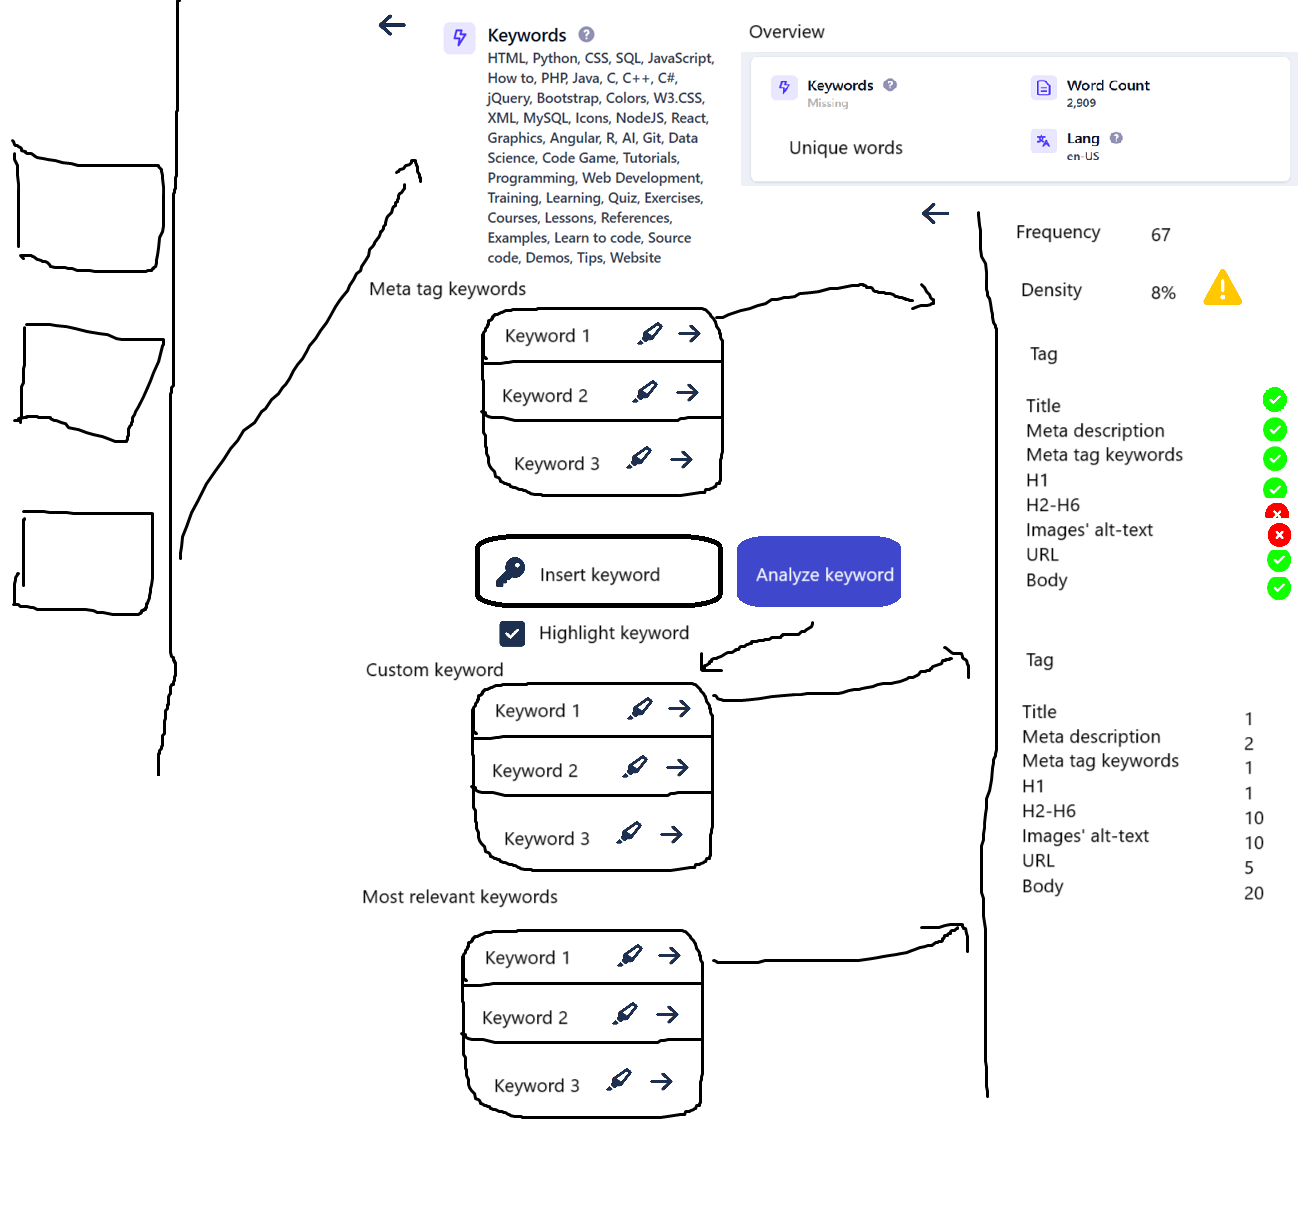 Keywords ?
HTML, Python, CSS, SQL, JavaScript,
How to, PHP, Java, C, C++, C#,
jQuery, Bootstrap, Colors, W3.CSS,
XML, MySQL, Icons, NodeJS, React,
Graphics, Angular, R, AI, Git, Data
Science, Code Game, Tutorials,
Programming, Web Development,
Training, Learning, Quiz, Exercises,
Courses, Lessons, References,
Examples, Learn to code, Source
code, Demos, Tips, Website
Meta tag keywords
Keyword 1
Keyword 2
Keyword 3
Insert keyword
Analyze keyword
Highlight keyword
Custom keyword
Keyword 1
Keyword 2
Keyword 3
Most relevant keywords
Keyword 1
Keyword 2
Keyword 3
Overview
Keywords ?
Missing
Unique words
Word Count
2,909
Lang ?
en-US
Frequency 67
Density 8%
Tag
Title
Meta description
Meta tag keywords
H1
H2-H6
Images' alt-text
URL
Body
Tag
Title 1
Meta description 2
Meta tag keywords 1
H1 1
H2-H6 10
Images' alt-text 10
URL 5
Body 20